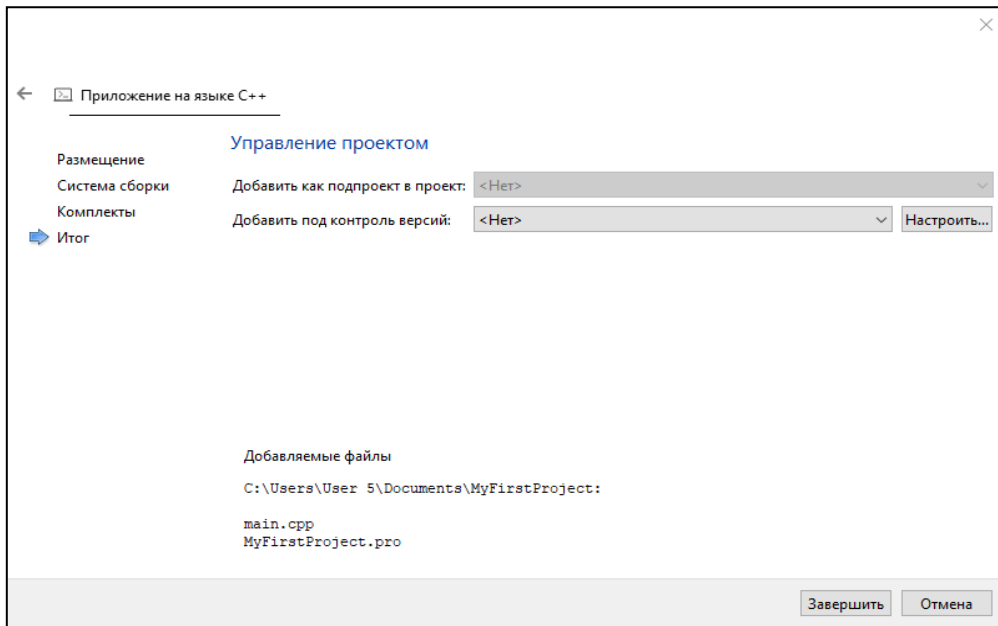 Приложение на языке C++
Размещение
Система сборки
Комплекты
Итог
Управление проектом
Добавить как подпроект в проект: <Нет>
Добавить под контроль версий: <Нет> Настроить...
Добавляемые файлы
C:\Users\User 5\Documents\MyFirstProject:
main.cpp
MyFirstProject.pro
Завершить Отмена